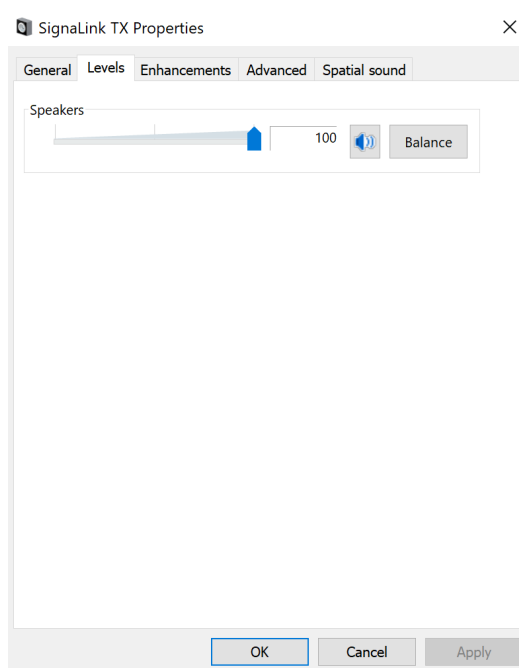 SignaLink TX Properties
General Levels Enhancements Advanced Spatial sound
Speakers
100 Balance
OK Cancel Apply